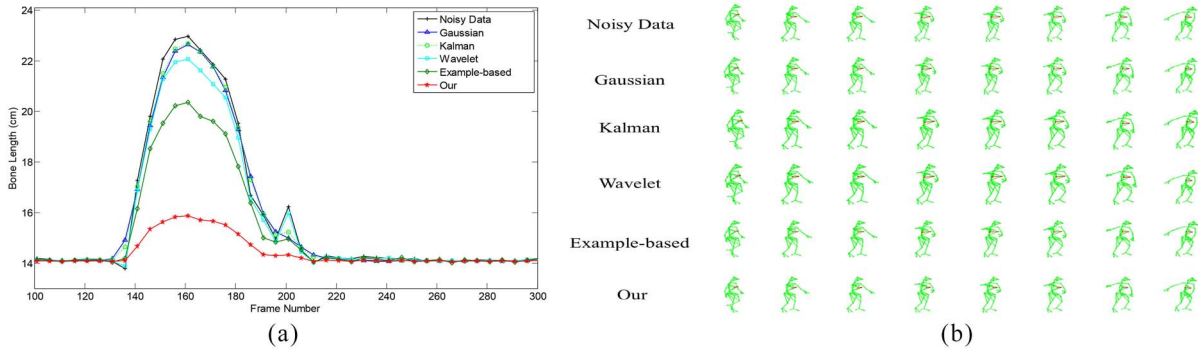 24
22
20
18
16
14
Bone Length (cm)
Noisy Data
Gaussian
Kalman
Wavelet
Example-based
Our
100 120 140 160 180 200 220 240 260 280 300
Frame Number
(a)
Noisy Data
Gaussian
Kalman
Wavelet
Example-based
Our
(b)